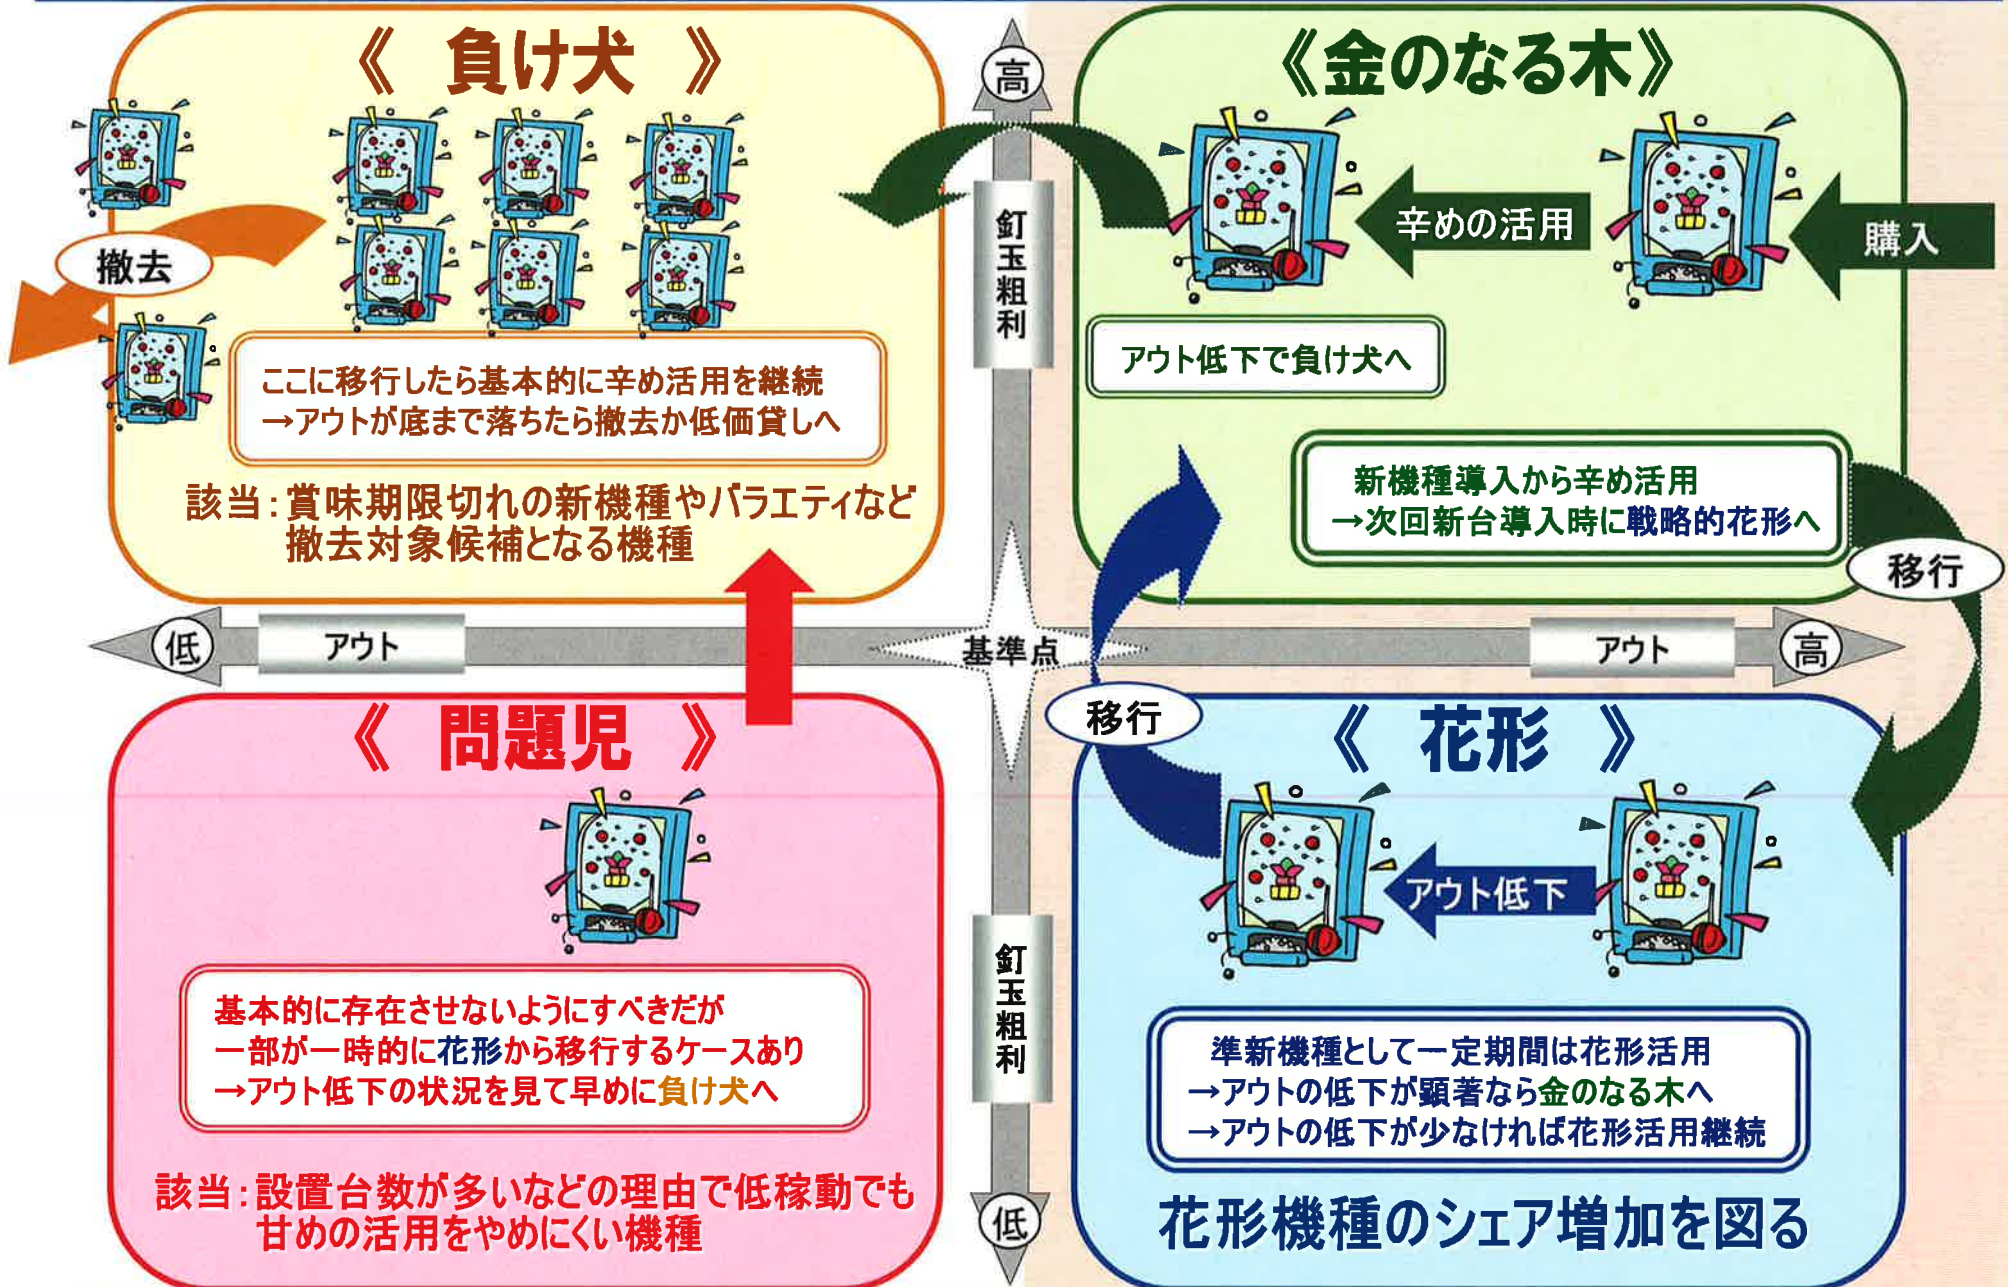 《 負け犬 》
撤去
ここに移行したら基本的に辛め活用を継続
→アウトが底まで落ちたら撤去か低価貸しへ
該当:賞味期限切れの新機種やバラエティなど
撤去対象候補となる機種
高
釘玉粗利
《金のなる木》
辛めの活用
購入
アウト低下で負け犬へ
新機種導入から辛め活用
→次回新台導入時に戦略的花形へ
移行
低
アウト
基準点
アウト
高
《 問題児 》
基本的に存在させないようにすべきだが
一部が一時的に花形から移行するケースあり
→アウト低下の状況を見て早めに負け犬へ
該当:設置台数が多いなどの理由で低稼動でも
甘めの活用をやめにくい機種
釘玉粗利
低
移行
《 花形 》
アウト低下
準新機種として一定期間は花形活用
→アウトの低下が顕著なら金のなる木へ
→アウトの低下が少なければ花形活用継続
花形機種のシェア増加を図る